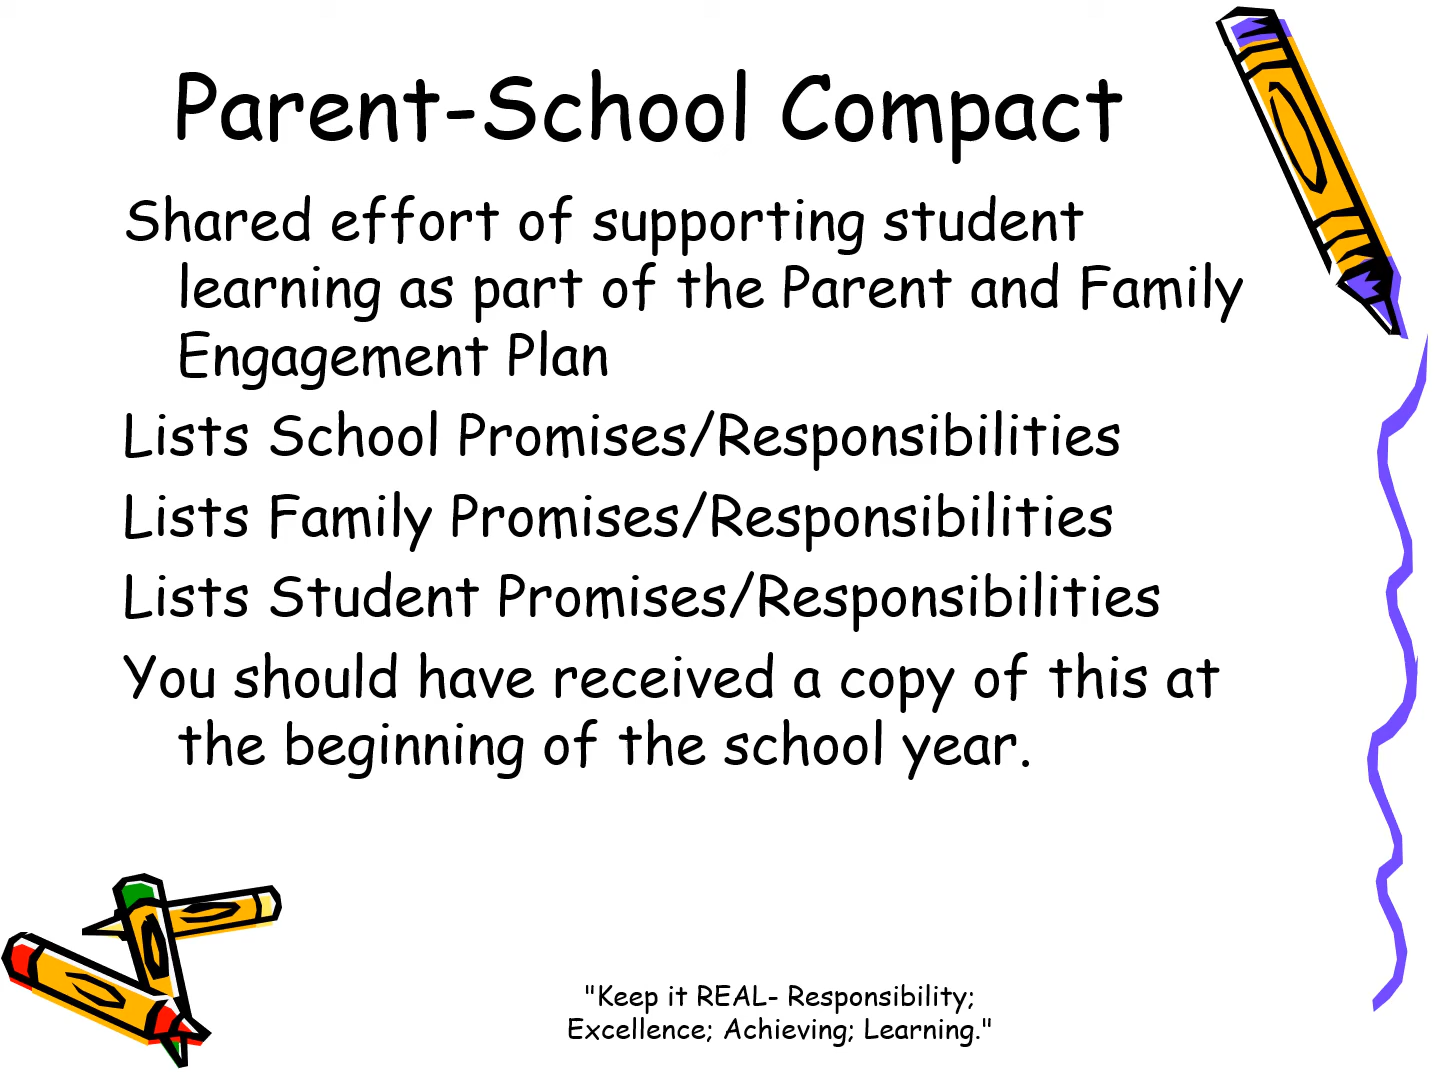 Parent-School Compact
Shared effort of supporting student
learning as part of the Parent and Family
Engagement Plan
Lists School Promises/Responsibilities
Lists Family Promises/Responsibilities
Lists Student Promises/Responsibilities
You should have received a copy of this at
the beginning of the school year.
"Keep it REAL- Responsibility;
Excellence; Achieving; Learning."